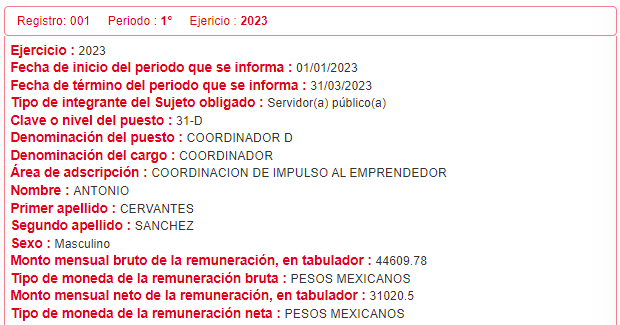 Registro: 001 Periodo : 1° Ejericio : 2023
Ejercicio : 2023
Fecha de inicio del periodo que se informa : 01/01/2023
Fecha de término del periodo que se informa : 31/03/2023
Tipo de integrante del Sujeto obligado : Servidor(a) público(a)
Clave o nivel del puesto : 31-D
Denominación del puesto : COORDINADOR D
Denominación del cargo : COORDINADOR
Área de adscripción : COORDINACION DE IMPULSO AL EMPRENDEDOR
Nombre : ANTONIO
Primer apellido : CERVANTES
Segundo apellido : SANCHEZ
Sexo : Masculino
Monto mensual bruto de la remuneración, en tabulador : 44609.78
Tipo de moneda de la remuneración bruta : PESOS MEXICANOS
Monto mensual neto de la remuneración, en tabulador : 31020.5
Tipo de moneda de la remuneración neta : PESOS MEXICANOS